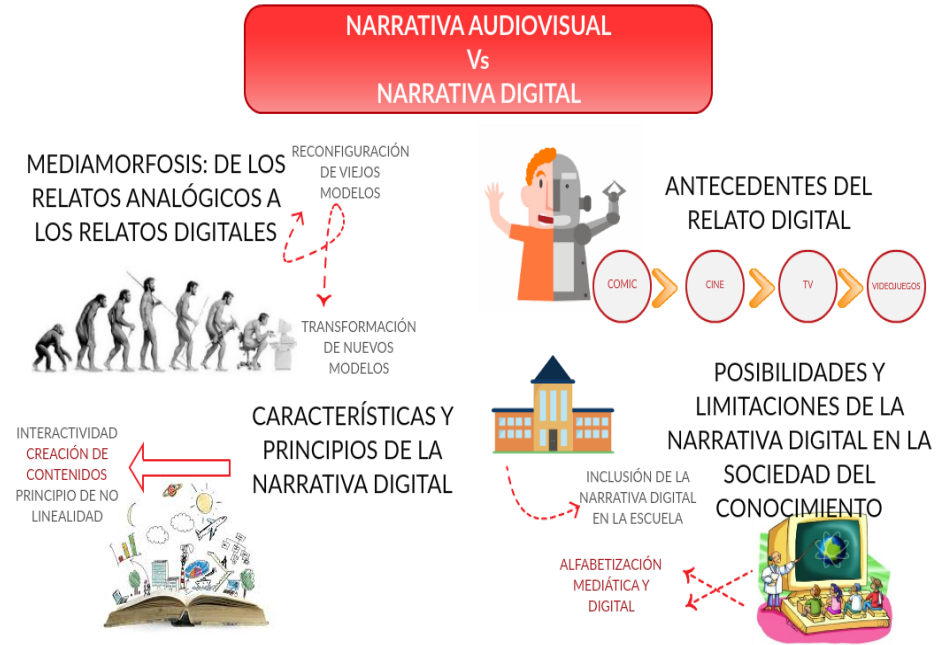 NARRATIVA AUDIOVISUAL
Vs
NARRATIVA DIGITAL
MEDIAMORFOSIS: DE LOS
RELATOS ANALÓGICOS A
LOS RELATOS DIGITALES
RECONFIGURACIÓN
DE VIEJOS
MODELOS
TRANSFORMACIÓN
DE NUEVOS
MODELOS
ANTECEDENTES DEL
RELATO DIGITAL
COMIC
CINE
TV
VIDEOJUEGOS
CARACTERÍSTICAS Y
PRINCIPIOS DE LA
NARRATIVA DIGITAL
INTERACTIVIDAD
CREACIÓN DE
CONTENIDOS
PRINCIPIO DE NO
LINEALIDAD
POSIBILIDADES Y
LIMITACIONES DE LA
NARRATIVA DIGITAL EN LA
SOCIEDAD DEL
CONOCIMIENTO
INCLUSIÓN DE LA
NARRATIVA DIGITAL
EN LA ESCUELA
ALFABETIZACIÓN
MEDIÁTICA Y
DIGITAL